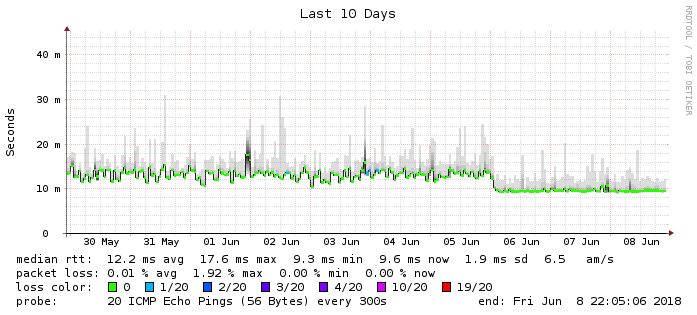 Last 10 Days
RRDTOOL / TOBI OETIKER
Seconds
40 m
30 m
20 m
10 m
0
30 May 31 May 01 Jun 02 Jun 03 Jun 04 Jun 05 Jun 06 Jun 07 Jun 08 Jun
median rtt: 12.2 ms avg 17.6 ms max 9.3 ms min 9.6 ms now 1.9 ms sd 6.5 am/s
packet loss: 0.01 % avg 1.92 % max 0.00 % min 0.00 % now
loss color: 0 1/20 2/20 3/20 4/20 10/20 19/20
probe: 20 ICMP Echo Pings (56 Bytes) every 300s end: Fri Jun 8 22:05:06 2018